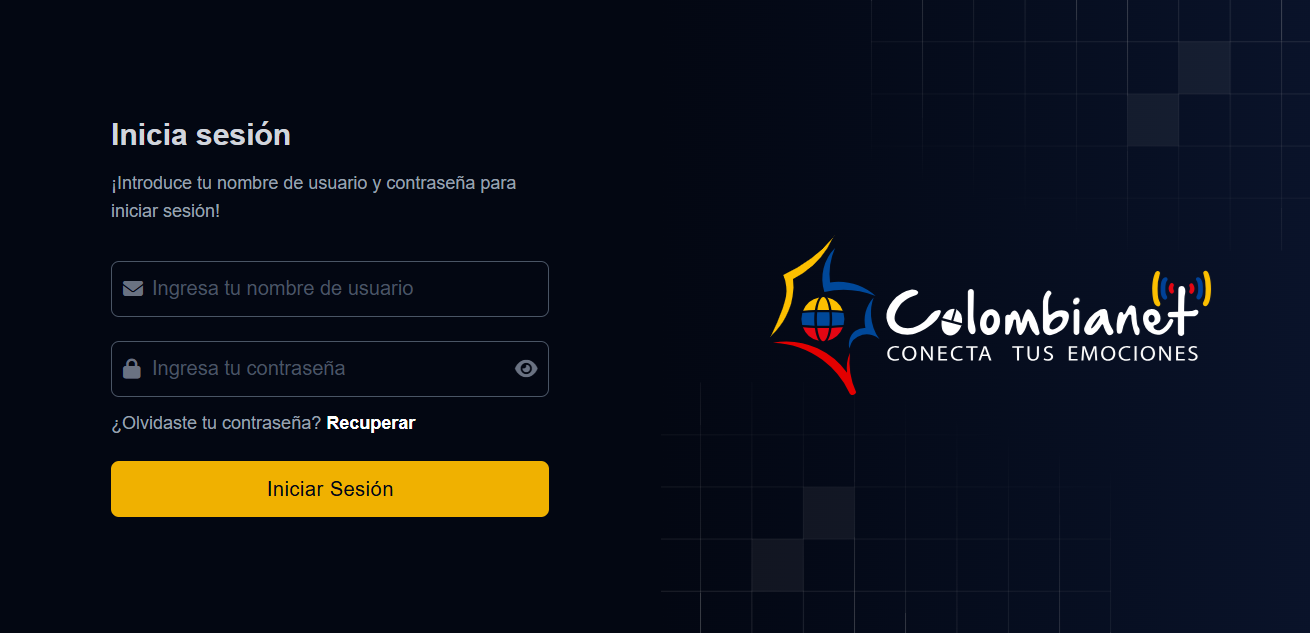 Inicia sesión
¡Introduce tu nombre de usuario y contraseña para
iniciar sesión!
Ingresa tu nombre de usuario
Ingresa tu contraseña
¿Olvidaste tu contraseña? Recuperar
Iniciar Sesión
Colombianet
CONECTA TUS EMOCIONES